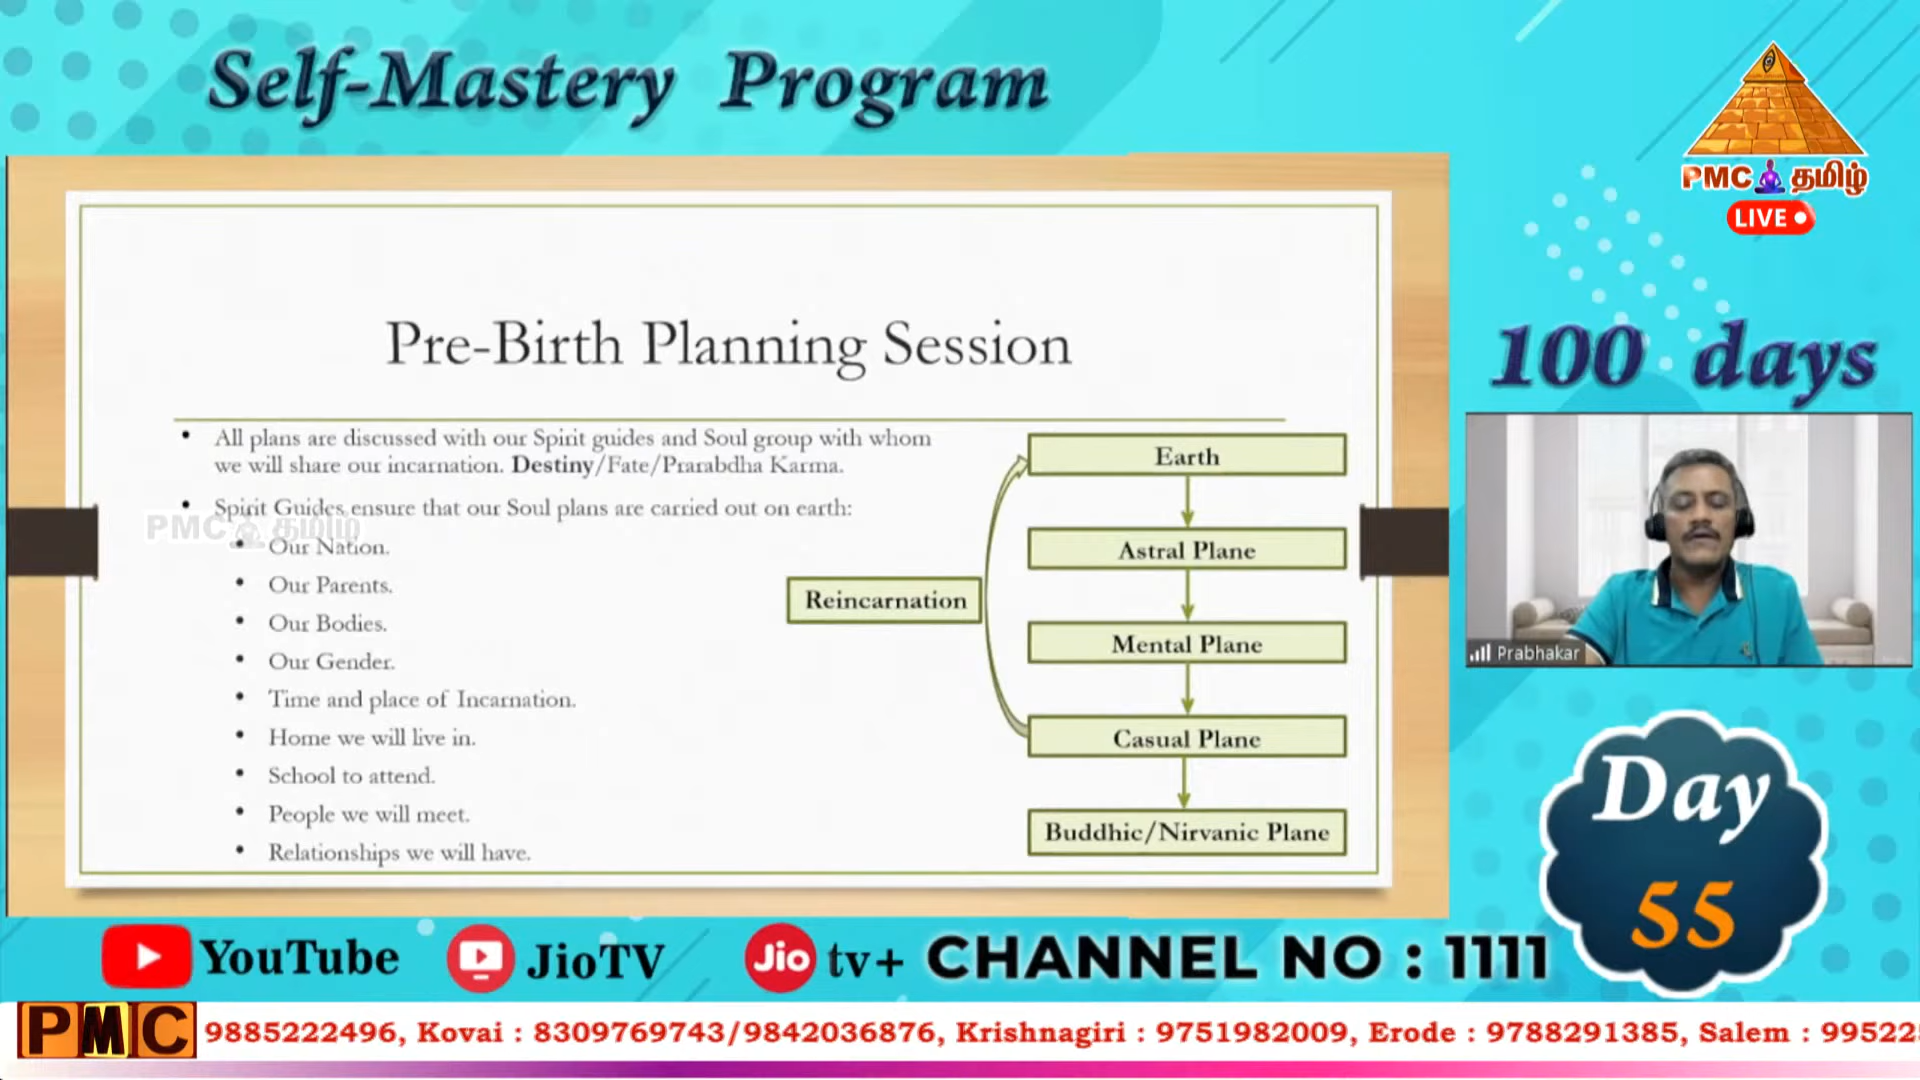 Self-Mastery Program
PMC தமிழ்
LIVE
Pre-Birth Planning Session
• All plans are discussed with our Spirit guides and Soul group with whom
we will share our incarnation. Destiny/Fate/Prarabdha Karma.
• Spirit Guides ensure that our Soul plans are carried out on earth:
PMC தமிழ்
• Our Nation.
• Our Parents.
• Our Bodies.
• Our Gender.
• Time and place of Incarnation.
• Home we will live in.
• School to attend.
• People we will meet.
• Relationships we will have.
Reincarnation
Earth
Astral Plane
Mental Plane
Casual Plane
Buddhic/Nirvanic Plane
100 days
Prabhakar
Day
55
YouTube JioTV Jio tv+ CHANNEL NO : 1111
PMC 9885222496, Kovai : 8309769743/9842036876, Krishnagiri : 9751982009, Erode : 9788291385, Salem : 99522